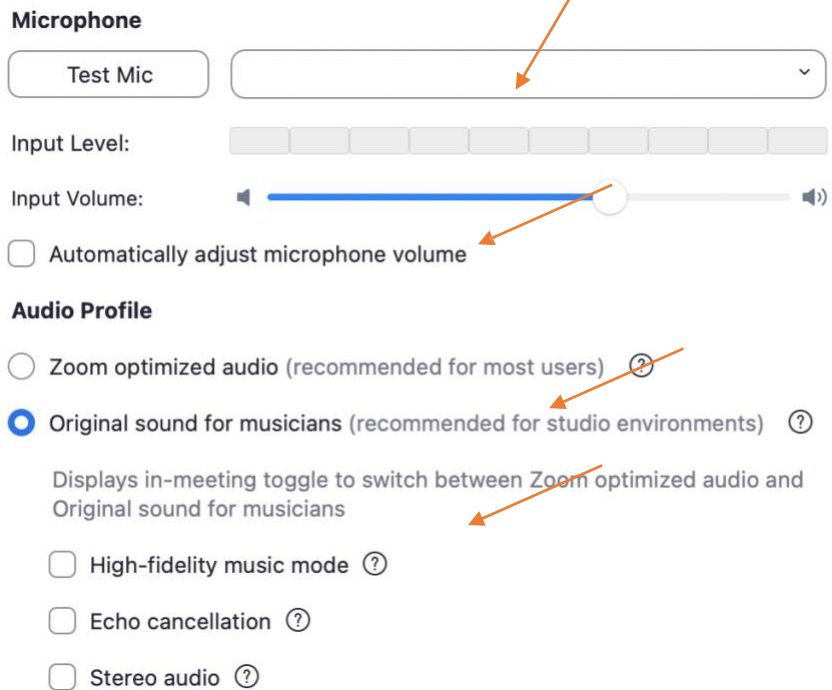 Microphone
Test Mic
Input Level:
Input Volume:
Automatically adjust microphone volume
Audio Profile
Zoom optimized audio (recommended for most users) ?
Original sound for musicians (recommended for studio environments) ?
Displays in-meeting toggle to switch between Zoom optimized audio and
Original sound for musicians
High-fidelity music mode ?
Echo cancellation ?
Stereo audio ?